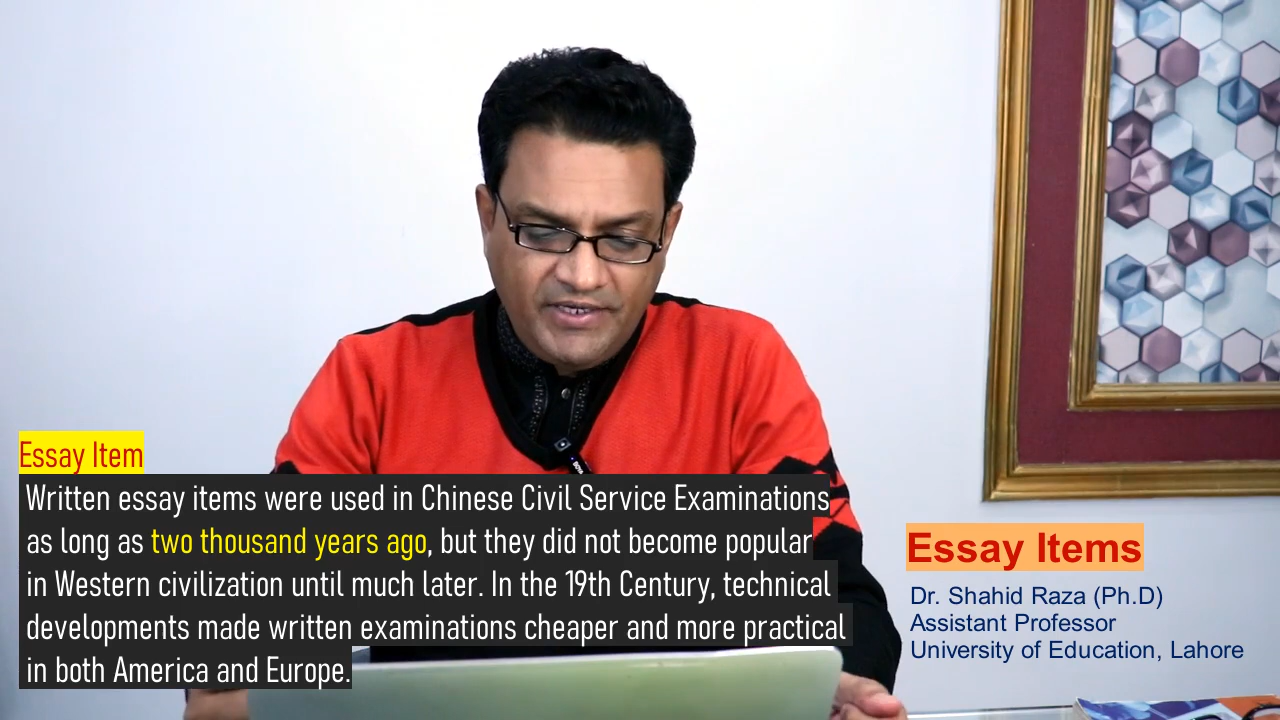 Essay Item
Written essay items were used in Chinese Civil Service Examinations
as long as two thousand years ago, but they did not become popular
in Western civilization until much later. In the 19th Century, technical
developments made written examinations cheaper and more practical
in both America and Europe.
Essay Items
Dr. Shahid Raza (Ph.D)
Assistant Professor
University of Education, Lahore